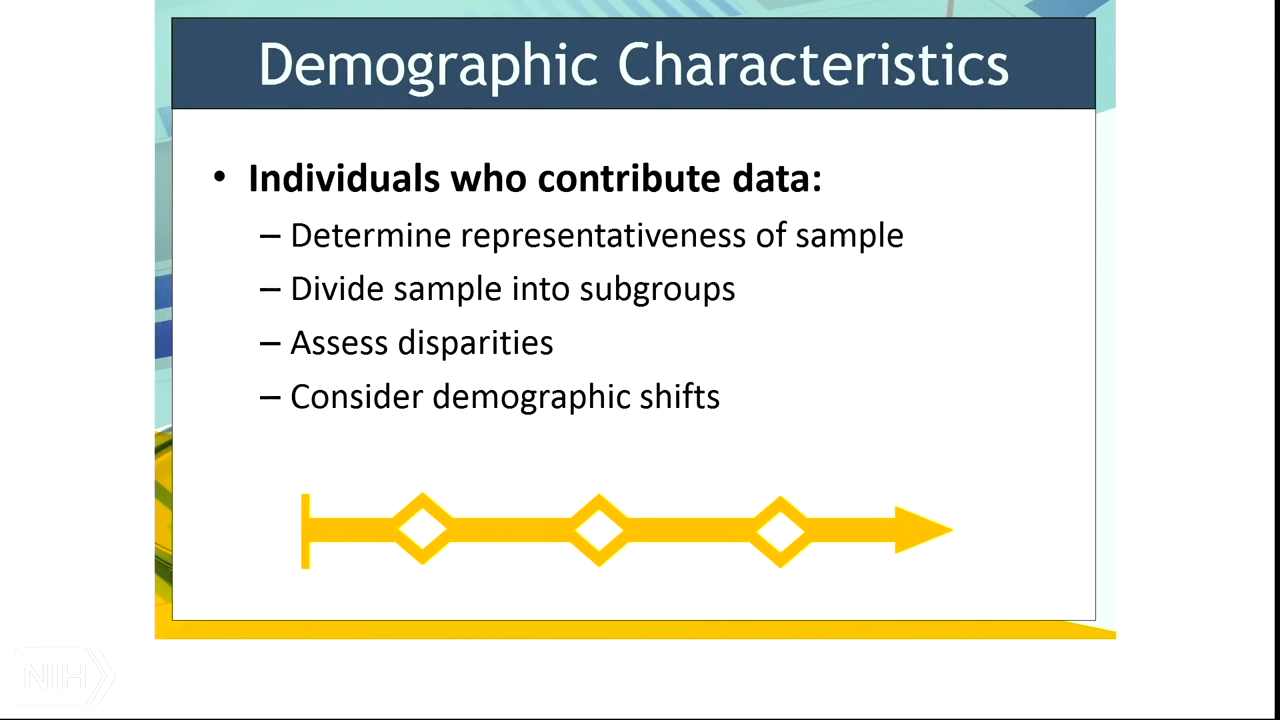 Demographic Characteristics
• Individuals who contribute data:
– Determine representativeness of sample
– Divide sample into subgroups
– Assess disparities
– Consider demographic shifts
NIH